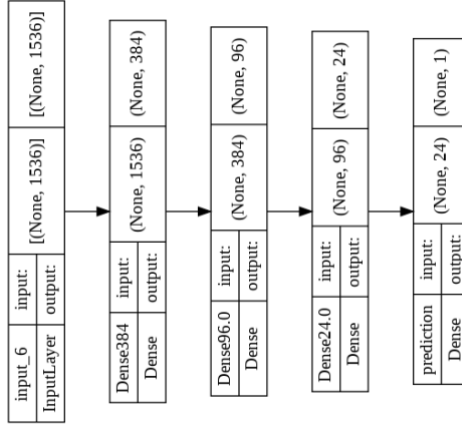 input_6
InputLayer
input:
output:
[(None, 1536)]
[(None, 1536)]
Dense384
Dense
input:
output:
(None, 1536)
(None, 384)
Dense96.0
Dense
input:
output:
(None, 384)
(None, 96)
Dense24.0
Dense
input:
output:
(None, 96)
(None, 24)
prediction
Dense
input:
output:
(None, 24)
(None, 1)